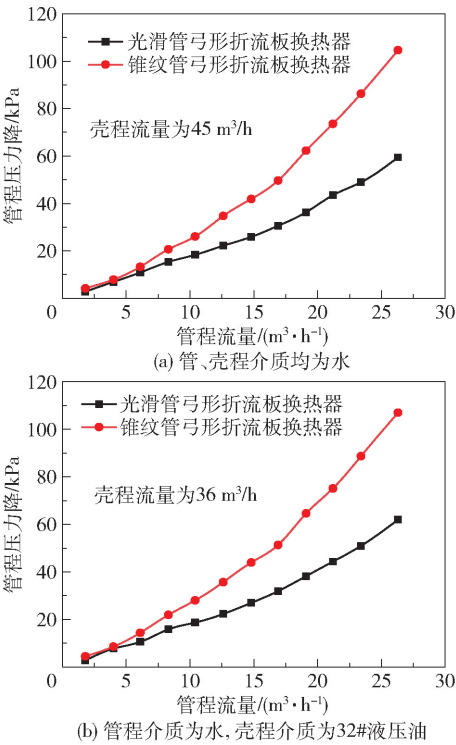 120
100
80
60
40
20
0
5
10
15
20
25
30
管程压力降/kPa
光滑管弓形折流板换热器
锥纹管弓形折流板换热器
壳程流量为45 m³/h
管程流量/(m³·h⁻¹)
(a) 管、壳程介质均为水
120
100
80
60
40
20
0
5
10
15
20
25
30
管程压力降/kPa
光滑管弓形折流板换热器
锥纹管弓形折流板换热器
壳程流量为36 m³/h
管程流量/(m³·h⁻¹)
(b) 管程介质为水, 壳程介质为32#液压油